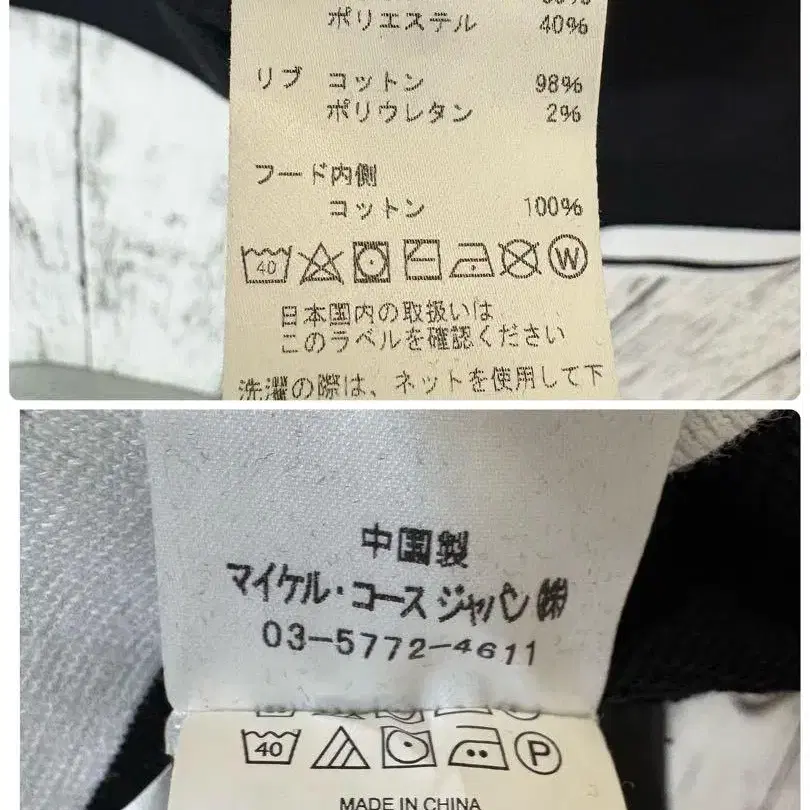 ポリエステル 40%
リブ コットン 98%
ポリウレタン 2%
フード内側
コットン 100%
40 W
日本国内の取扱いは
このラベルを確認ください
洗濯の際は、ネットを使用して下
中国製
マイケル・コース ジャパン㈱
03-5772-4611
40 P
MADE IN CHINA